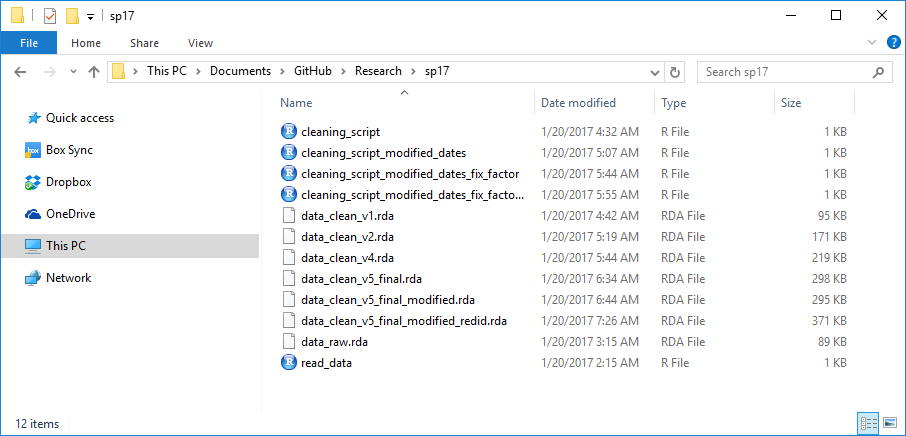 sp17
File Home Share View
This PC Documents GitHub Research sp17 Search sp17
Quick access
Box Sync
Dropbox
OneDrive
This PC
Network
Name Date modified Type Size
cleaning_script 1/20/2017 4:32 AM R File 1 KB
cleaning_script_modified_dates 1/20/2017 5:07 AM R File 1 KB
cleaning_script_modified_dates_fix_factor 1/20/2017 5:44 AM R File 1 KB
cleaning_script_modified_dates_fix_facto... 1/20/2017 5:55 AM R File 1 KB
data_clean_v1.rda 1/20/2017 4:42 AM RDA File 95 KB
data_clean_v2.rda 1/20/2017 5:19 AM RDA File 171 KB
data_clean_v4.rda 1/20/2017 5:44 AM RDA File 219 KB
data_clean_v5_final.rda 1/20/2017 6:34 AM RDA File 298 KB
data_clean_v5_final_modified.rda 1/20/2017 6:44 AM RDA File 295 KB
data_clean_v5_final_modified_redid.rda 1/20/2017 7:26 AM RDA File 371 KB
data_raw.rda 1/20/2017 3:15 AM RDA File 89 KB
read_data 1/20/2017 2:15 AM R File 1 KB
12 items